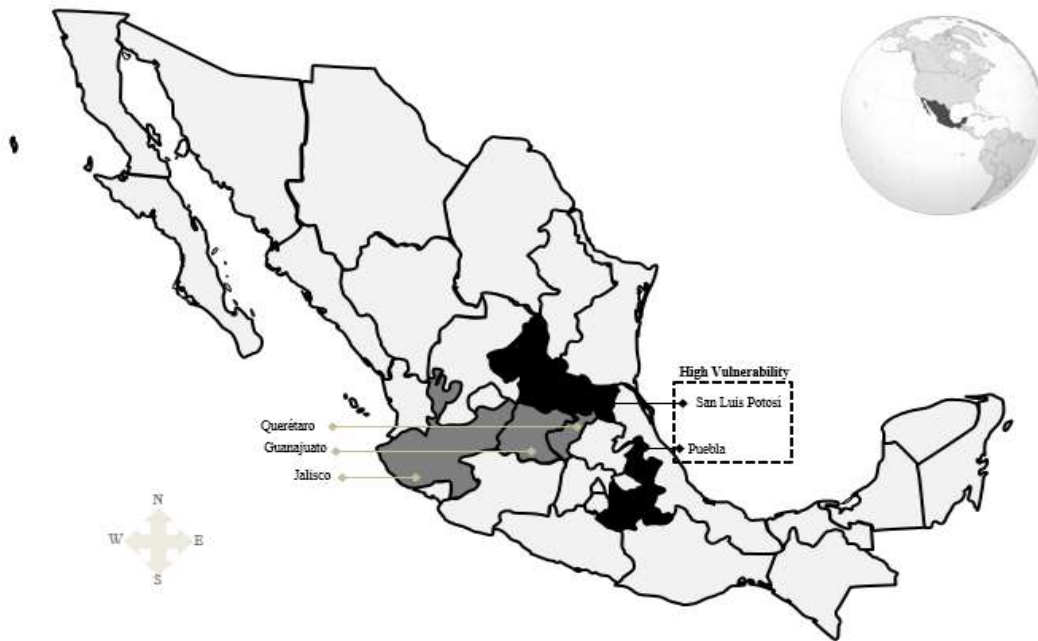 High Vulnerability
San Luis Potosí
Querétaro
Guanajuato
Puebla
Jalisco
N
W
E
S